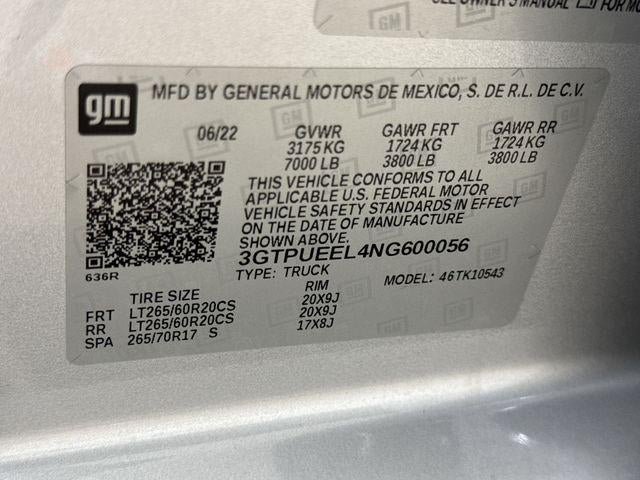 SEE OWNER'S MANUAL
FOR MO
gm
MFD BY GENERAL MOTORS DE MEXICO, S. DE R.L. DE C.V.
06/22 GVWR GAWR FRT GAWR RR
3175 KG 1724 KG 1724 KG
7000 LB 3800 LB 3800 LB
THIS VEHICLE CONFORMS TO ALL
APPLICABLE U.S. FEDERAL MOTOR
VEHICLE SAFETY STANDARDS IN EFFECT
ON THE DATE OF MANUFACTURE
SHOWN ABOVE.
3GTPUEEL4NG600056
636R
TYPE: TRUCK MODEL: 46TK10543
TIRE SIZE RIM
FRT LT265/60R20CS 20X9J
RR LT265/60R20CS 20X9J
SPA 265/70R17 S 17X8J